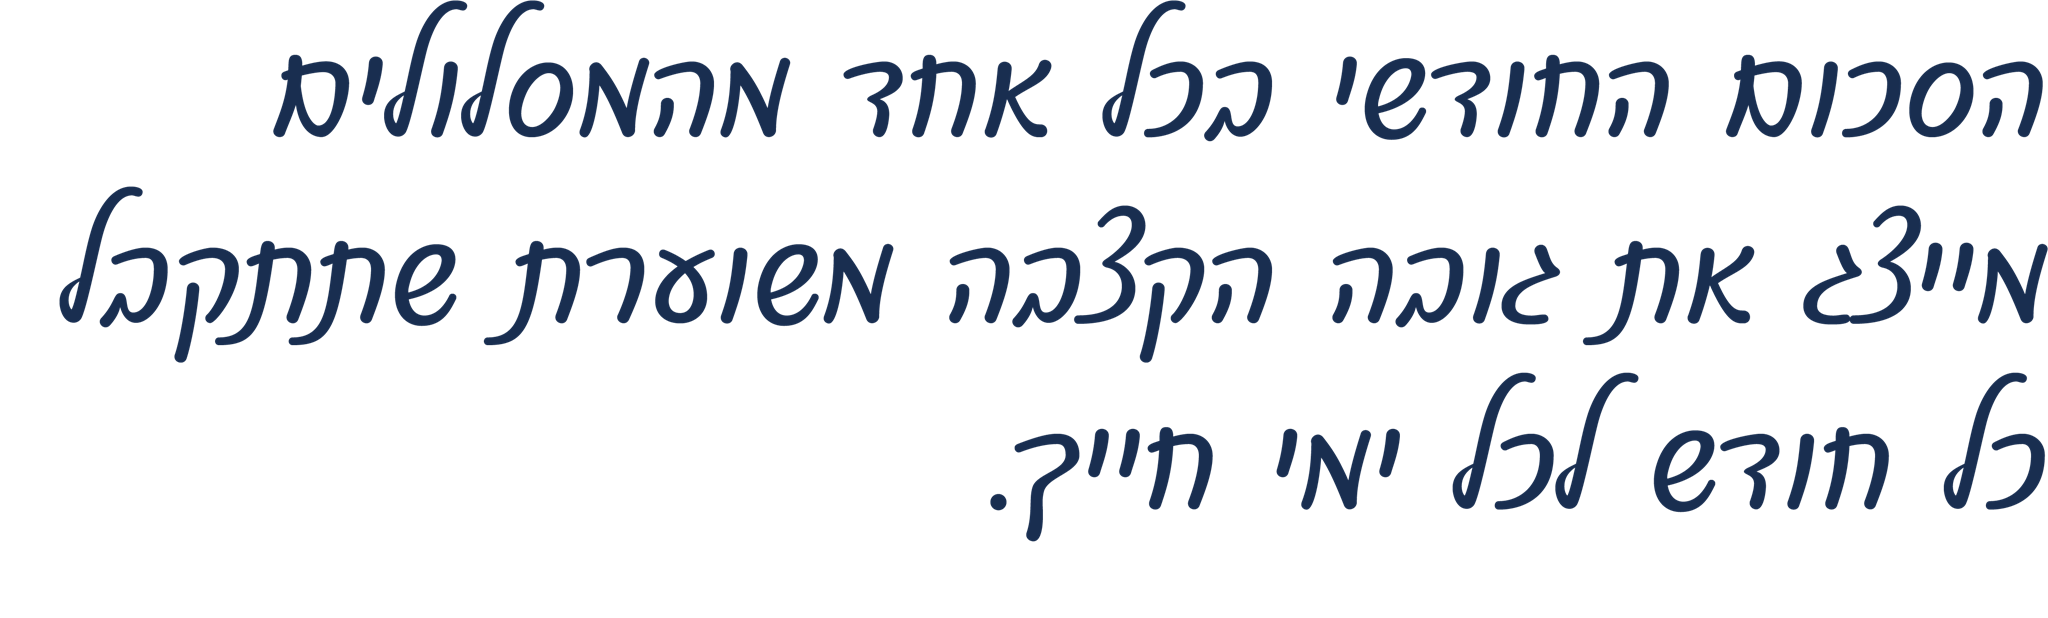 הסכום החודשי בכל אחד מהמסלולים
מייצג את גובה הקצבה משוערת שתתקבל
כל חודש לכל ימי חייך.